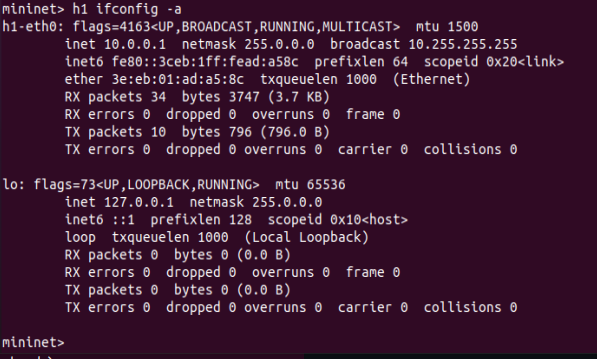 mininet> h1 ifconfig -a
h1-eth0: flags=4163<UP,BROADCAST,RUNNING,MULTICAST>  mtu 1500
        inet 10.0.0.1  netmask 255.0.0.0  broadcast 10.255.255.255
        inet6 fe80::3ceb:1ff:fead:a58c  prefixlen 64  scopeid 0x20<link>
        ether 3e:eb:01:ad:a5:8c  txqueuelen 1000  (Ethernet)
        RX packets 34  bytes 3747 (3.7 KB)
        RX errors 0  dropped 0  overruns 0  frame 0
        TX packets 10  bytes 796 (796.0 B)
        TX errors 0  dropped 0 overruns 0  carrier 0  collisions 0

lo: flags=73<UP,LOOPBACK,RUNNING>  mtu 65536
        inet 127.0.0.1  netmask 255.0.0.0
        inet6 ::1  prefixlen 128  scopeid 0x10<host>
        loop  txqueuelen 1000  (Local Loopback)
        RX packets 0  bytes 0 (0.0 B)
        RX errors 0  dropped 0  overruns 0  frame 0
        TX packets 0  bytes 0 (0.0 B)
        TX errors 0  dropped 0 overruns 0  carrier 0  collisions 0

mininet>